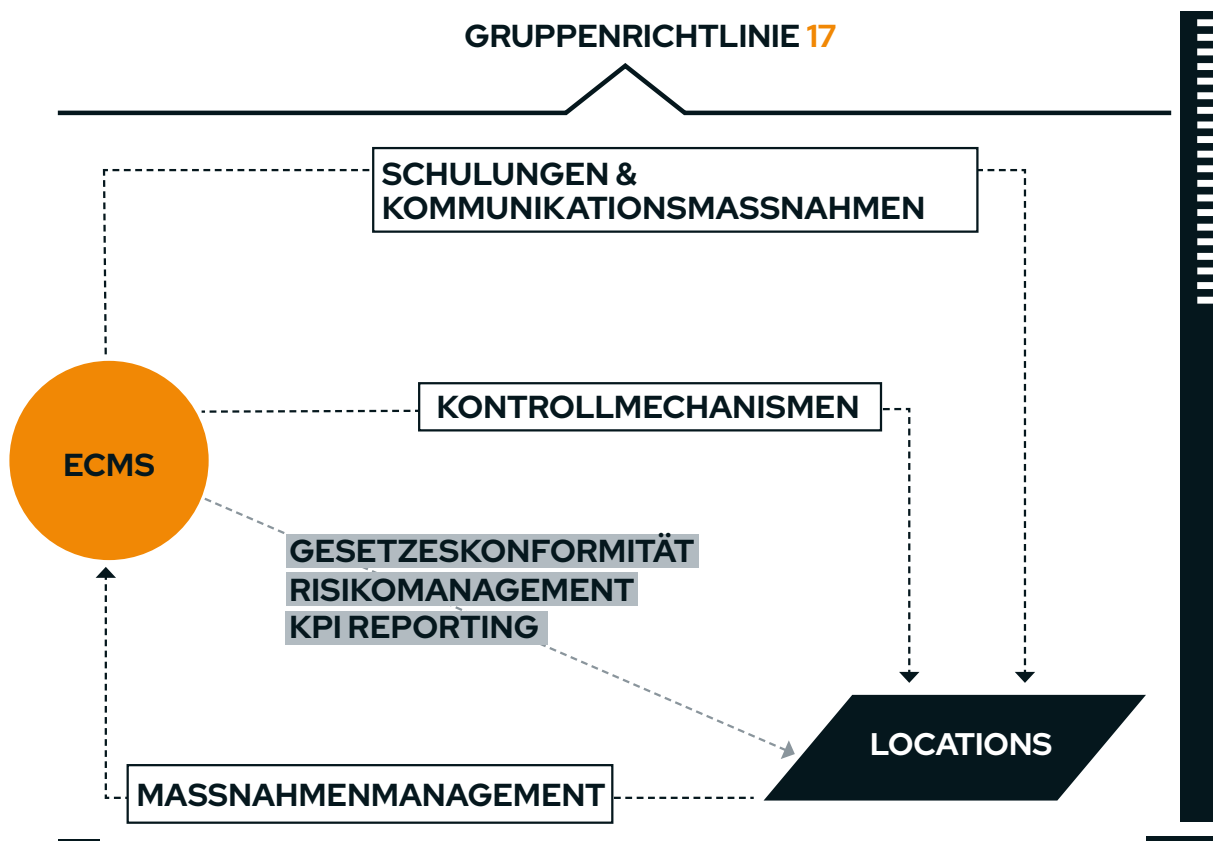 GRUPPENRICHTLINIE 17
SCHULUNGEN &
KOMMUNIKATIONSMASSNAHMEN
KONTROLLMECHANISMEN
ECMS
GESETZESKONFORMITÄT
RISIKOMANAGEMENT
KPI REPORTING
LOCATIONS
MASSNAHMENMANAGEMENT